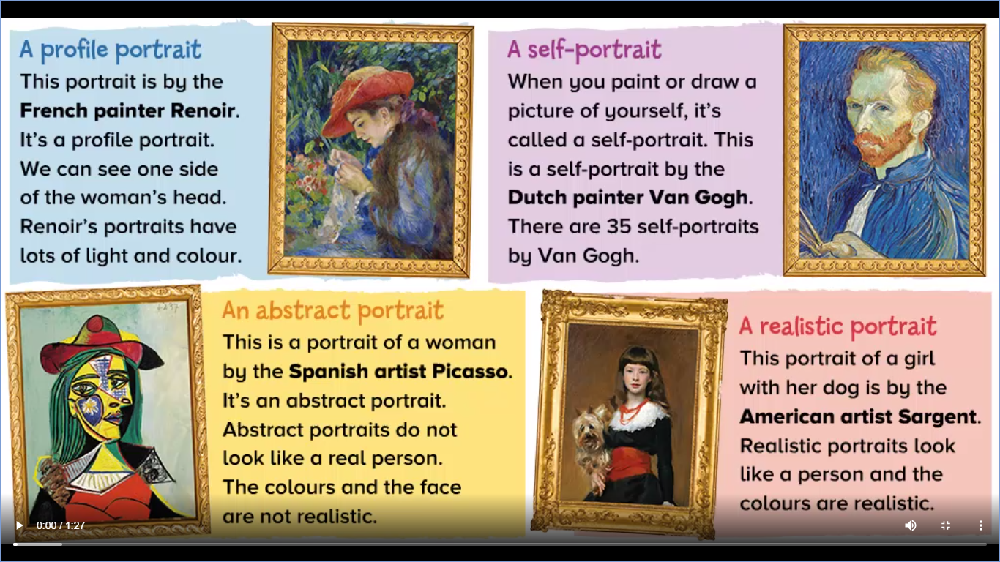 A profile portrait
This portrait is by the
French painter Renoir.
It's a profile portrait.
We can see one side
of the woman's head.
Renoir's portraits have
lots of light and colour.
A self-portrait
When you paint or draw a
picture of yourself, it's
called a self-portrait. This
is a self-portrait by the
Dutch painter Van Gogh.
There are 35 self-portraits
by Van Gogh.
An abstract portrait
This is a portrait of a woman
by the Spanish artist Picasso.
It's an abstract portrait.
Abstract portraits do not
look like a real person.
The colours and the face
are not realistic.
A realistic portrait
This portrait of a girl
with her dog is by the
American artist Sargent.
Realistic portraits look
like a person and the
colours are realistic.
0:00 / 1:27